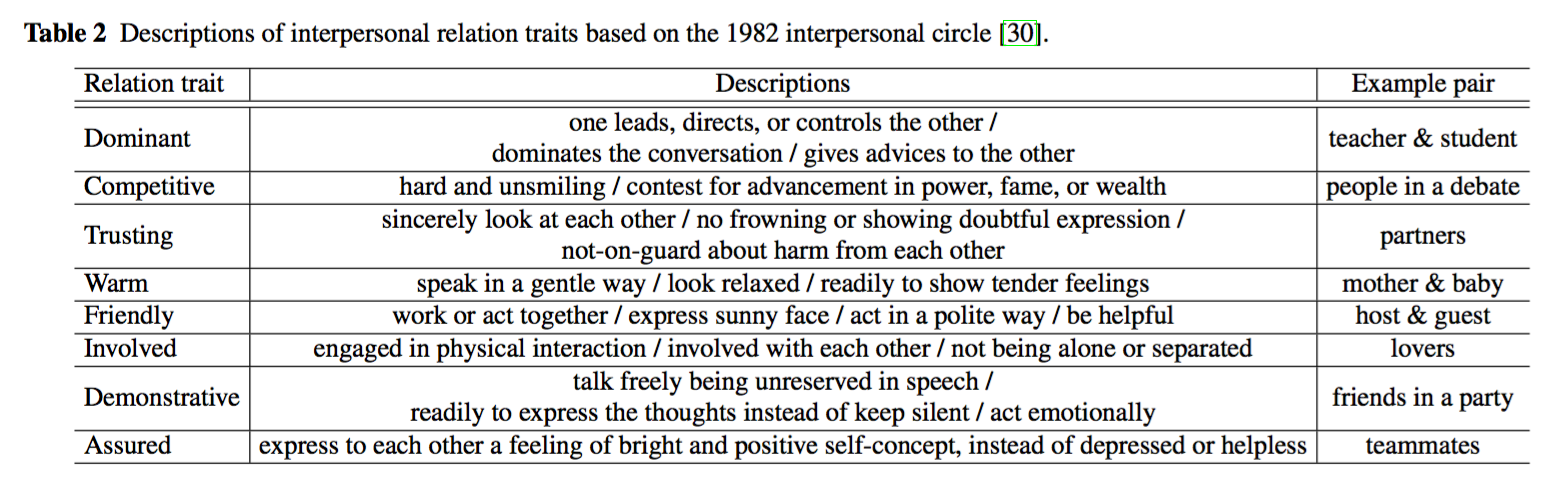 Table 2 Descriptions of interpersonal relation traits based on the 1982 interpersonal circle [30].
Relation trait Descriptions Example pair
Dominant one leads, directs, or controls the other / dominates the conversation / gives advices to the other teacher & student
Competitive hard and unsmiling / contest for advancement in power, fame, or wealth people in a debate
Trusting sincerely look at each other / no frowning or showing doubtful expression / not-on-guard about harm from each other partners
Warm speak in a gentle way / look relaxed / readily to show tender feelings mother & baby
Friendly work or act together / express sunny face / act in a polite way / be helpful host & guest
Involved engaged in physical interaction / involved with each other / not being alone or separated lovers
Demonstrative talk freely being unreserved in speech / readily to express the thoughts instead of keep silent / act emotionally friends in a party
Assured express to each other a feeling of bright and positive self-concept, instead of depressed or helpless teammates